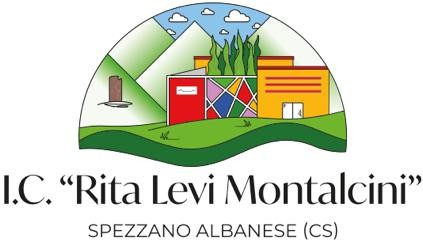 I.C. “Rita Levi Montalcini”
SPEZZANO ALBANESE (CS)